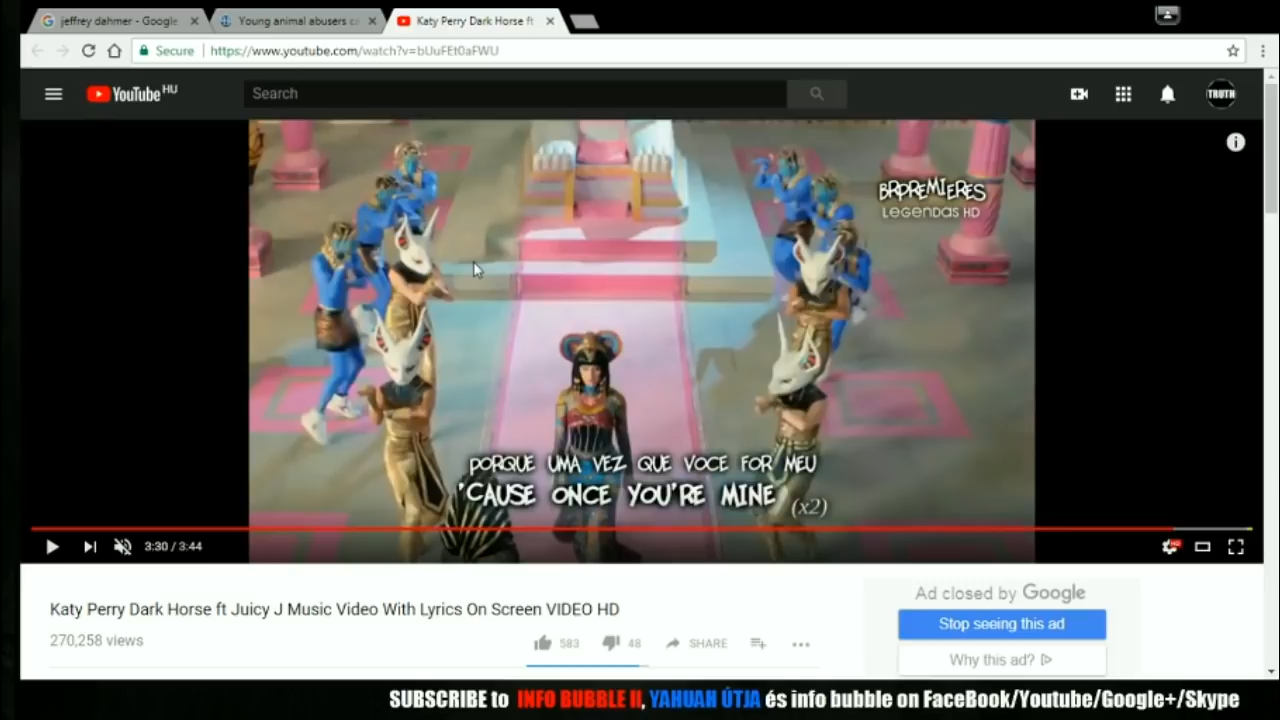 jeffrey dahmer - Google
Young animal abusers ca
Katy Perry Dark Horse ft
Secure
https://www.youtube.com/watch?v=bUuFEt0aFWU
YouTube HU
Search
TRUTH
BRPREMIERES
LEGENDAS HD
PORQUE UMA VEZ QUE VOCE FOR MEU
'CAUSE ONCE YOU'RE MINE (x2)
3:30 / 3:44
HD
Katy Perry Dark Horse ft Juicy J Music Video With Lyrics On Screen VIDEO HD
270,258 views
583
48
SHARE
Ad closed by Google
Stop seeing this ad
Why this ad?
SUBSCRIBE to INFO BUBBLE II, YAHUAH ÚTJA és info bubble on FaceBook/Youtube/Google+/Skype